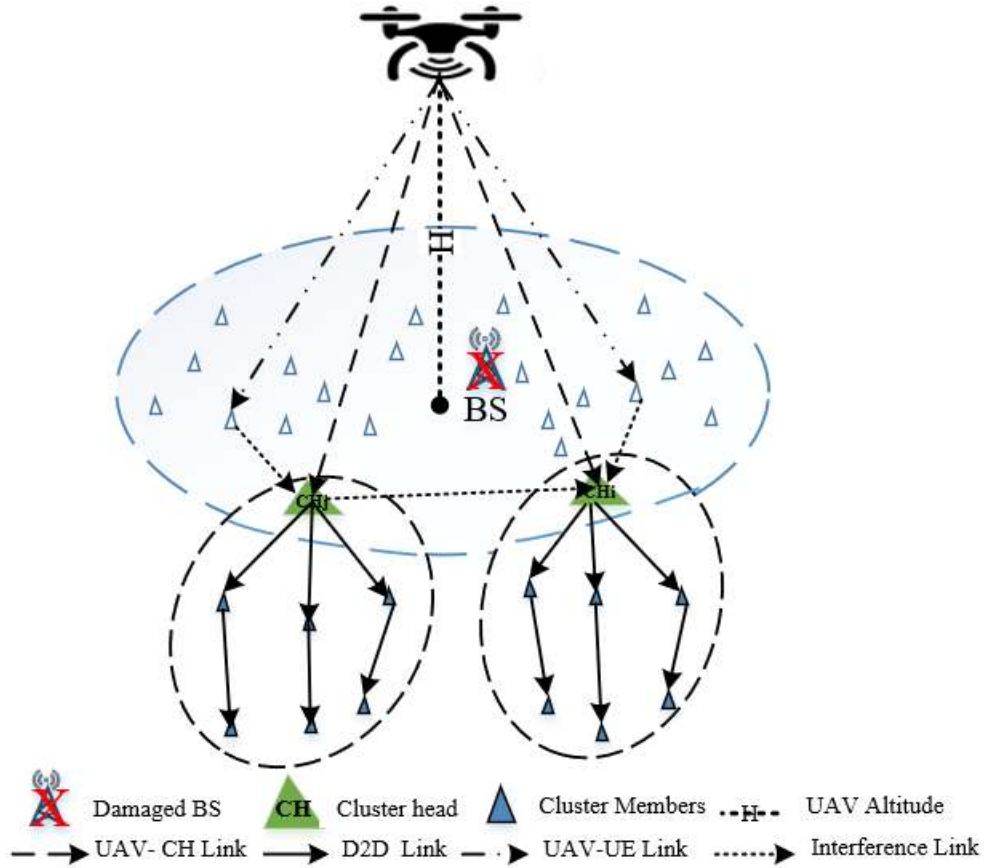 H
BS
CHj
CHi
Damaged BS
CH
Cluster head
Cluster Members
H
UAV Altitude
UAV- CH Link
D2D Link
UAV-UE Link
Interference Link